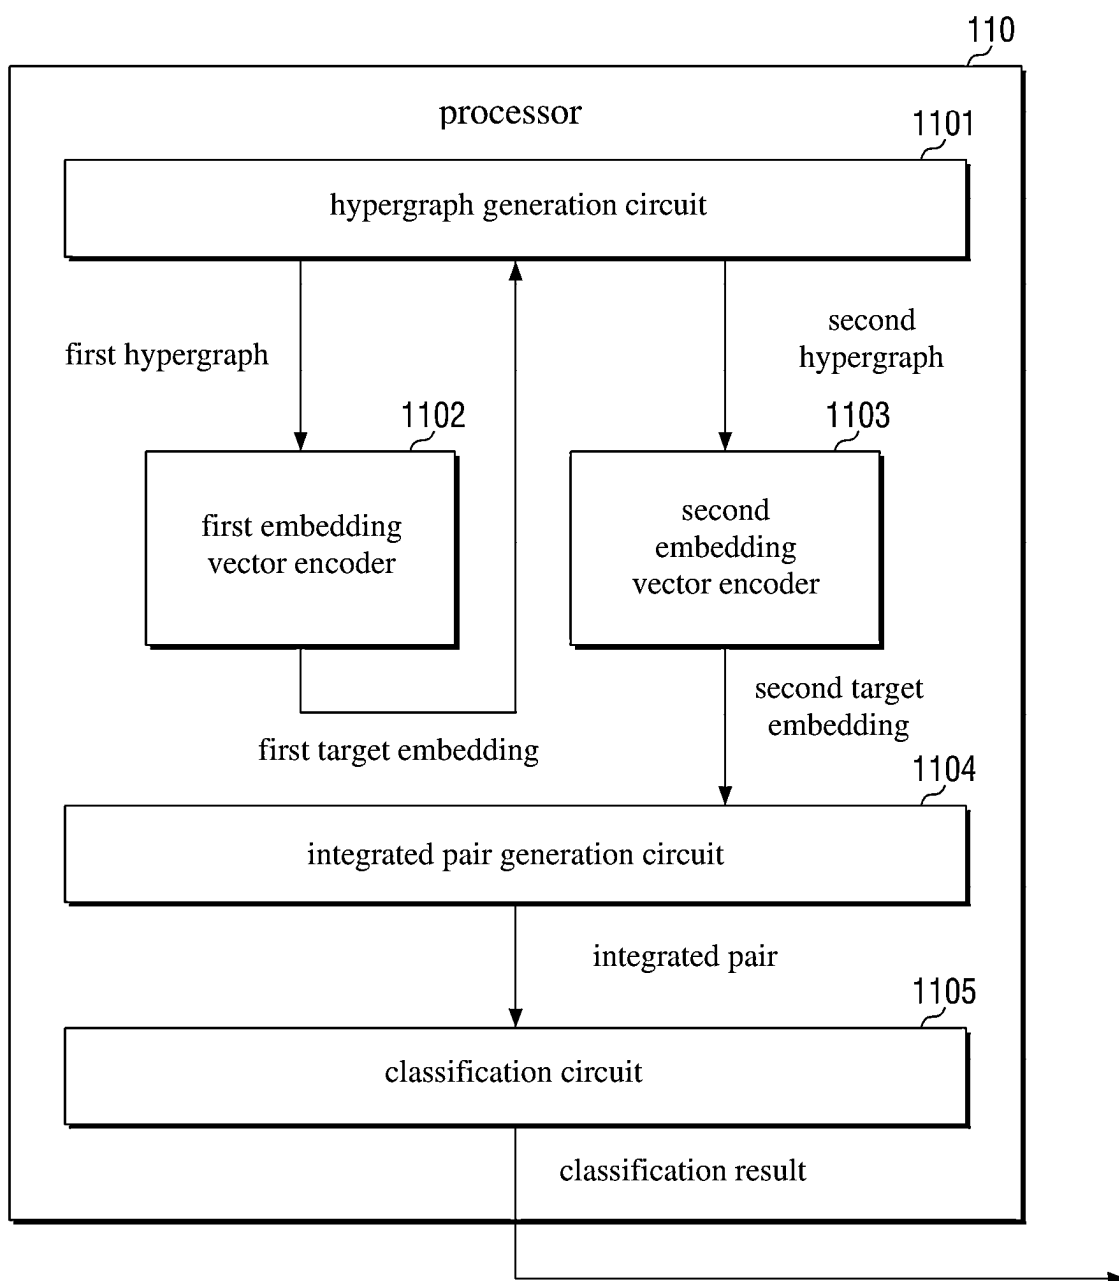 110
processor
1101
hypergraph generation circuit
first hypergraph
second
hypergraph
1102
1103
first embedding
vector encoder
second
embedding
vector encoder
first target embedding
second target
embedding
1104
integrated pair generation circuit
integrated pair
1105
classification circuit
classification result